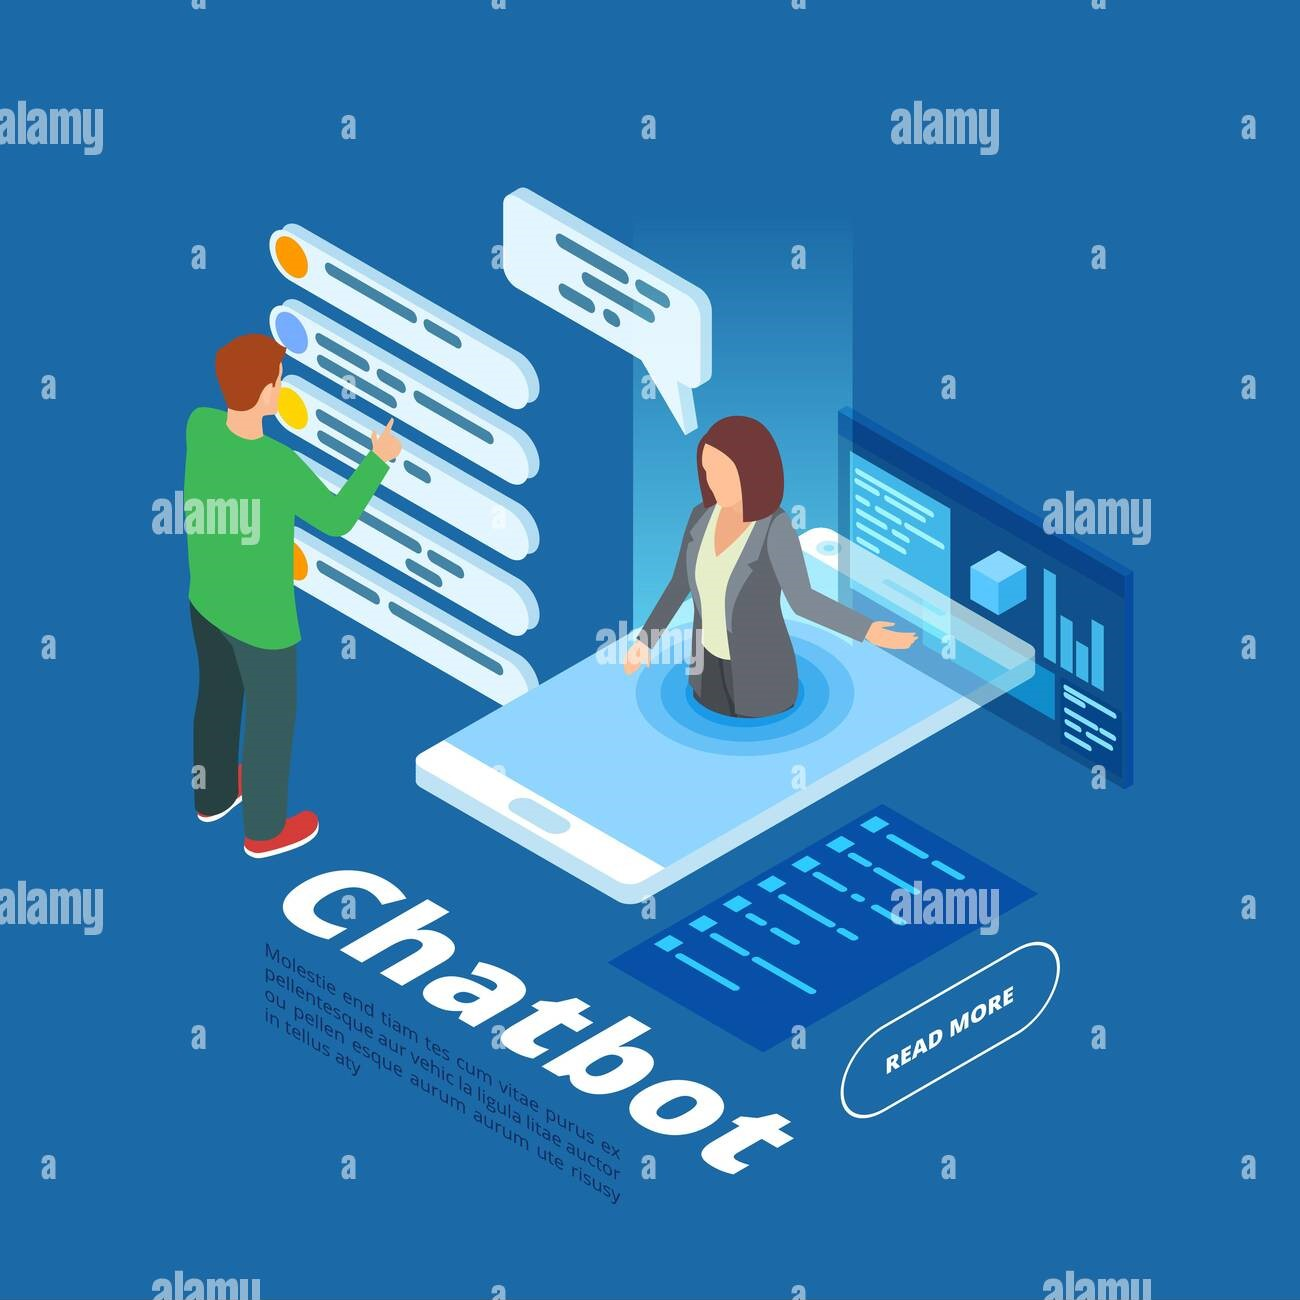 Chatbot
Molestie end tiam tes cum vitae purus ex
pellentesque aur vehic la ligula litae auctor
ou pellen esque aurum aurum ute risusy
in tellus aty
READ MORE
alamy